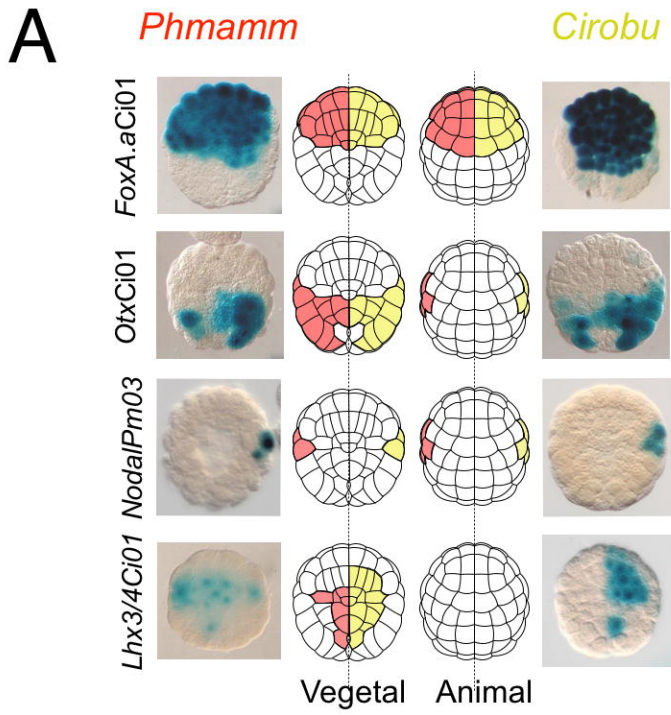 A
Phmamm Cirobu
FoxA.aCi01
OtxCi01
NodalPm03
Lhx3/4Ci01
Vegetal Animal